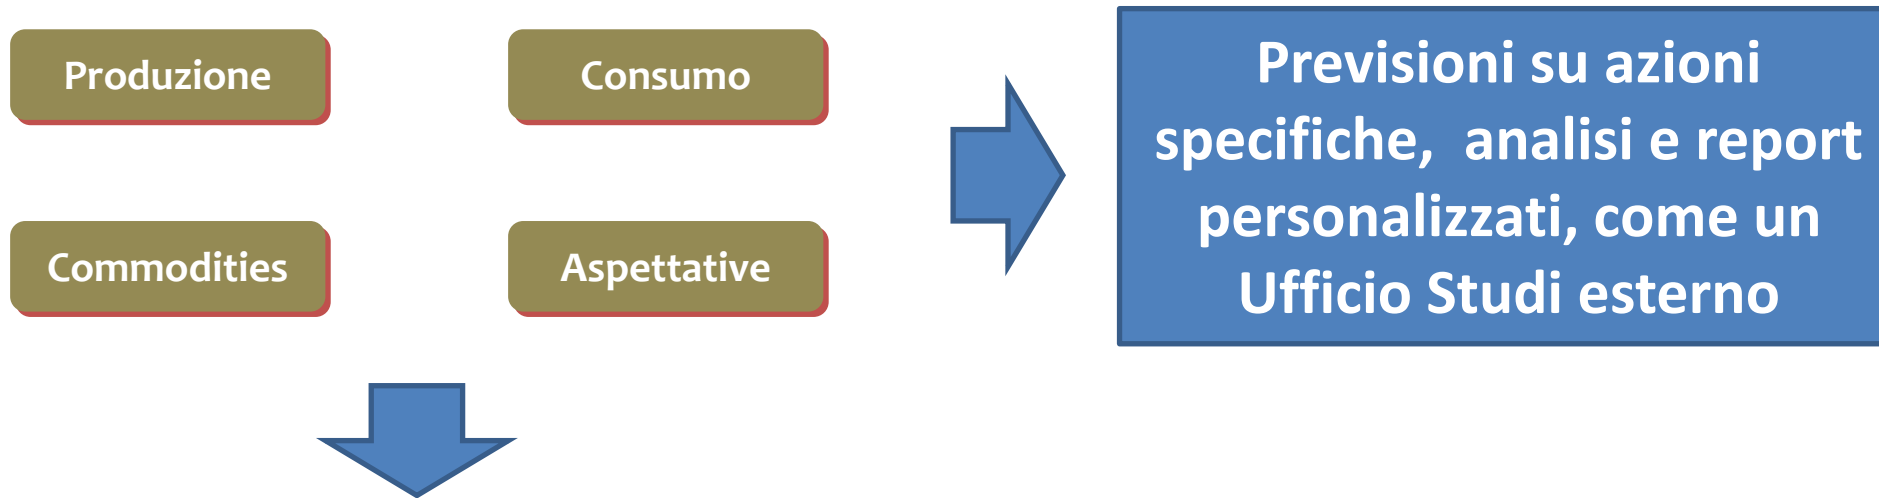 Produzione
Consumo
Commodities
Aspettative
Previsioni su azioni
specifiche, analisi e report
personalizzati, come un
Ufficio Studi esterno